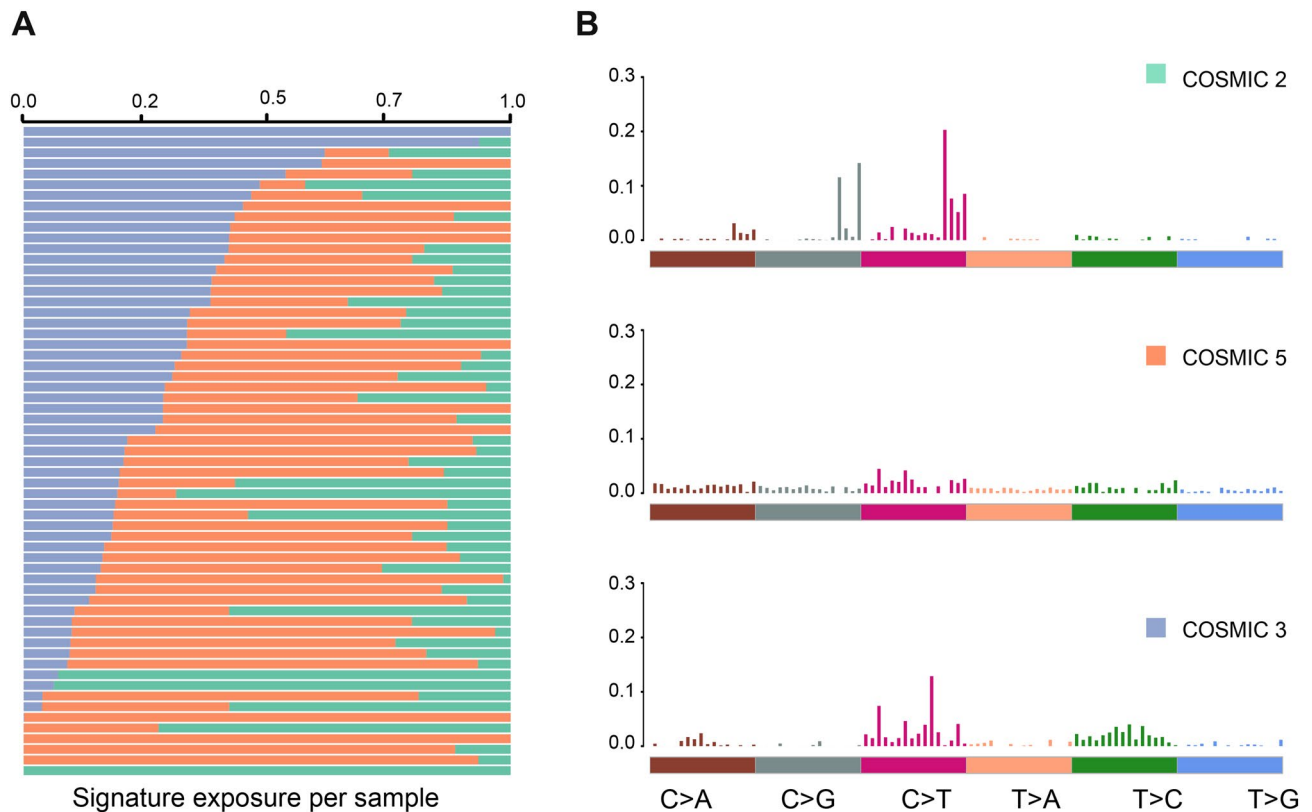 A
0.0 0.2 0.5 0.7 1.0
Signature exposure per sample
B
0.3
0.2
0.1
0.0
COSMIC 2
0.3
0.2
0.1
0.0
COSMIC 5
0.3
0.2
0.1
0.0
COSMIC 3
C>A C>G C>T T>A T>C T>G